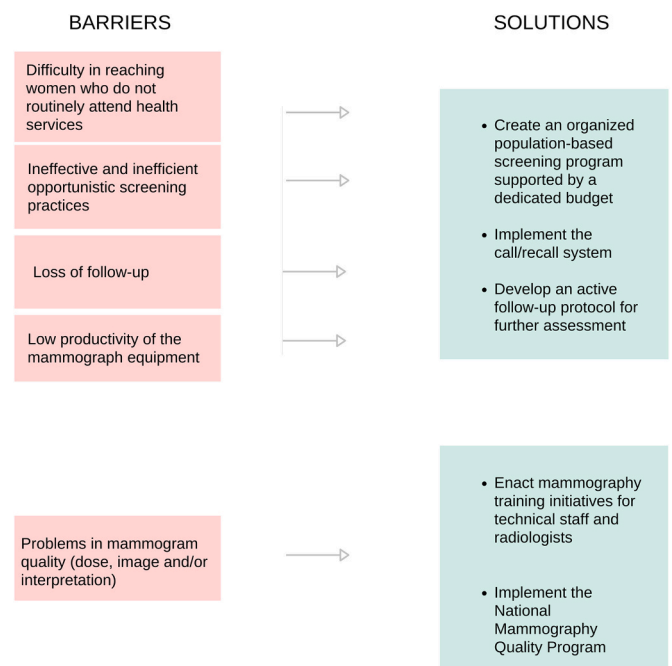 BARRIERS
SOLUTIONS
Difficulty in reaching
women who do not
routinely attend health
services
Ineffective and inefficient
opportunistic screening
practices
Loss of follow-up
Low productivity of the
mammograph equipment
• Create an organized
population-based
screening program
supported by a
dedicated budget
• Implement the
call/recall system
• Develop an active
follow-up protocol for
further assessment
Problems in mammogram
quality (dose, image and/or
interpretation)
• Enact mammography
training initiatives for
technical staff and
radiologists
• Implement the
National
Mammography
Quality Program